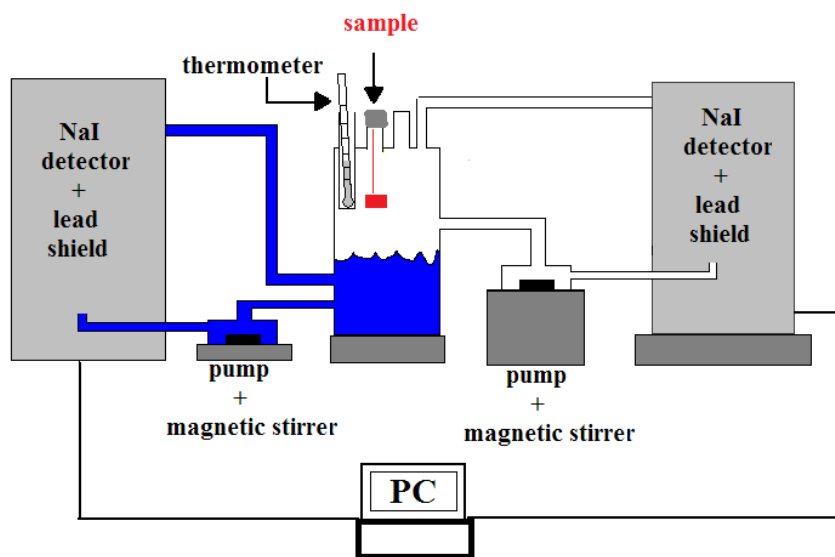 sample
thermometer
NaI
detector
+
lead
shield
NaI
detector
+
lead
shield
pump
+
magnetic stirrer
pump
+
magnetic stirrer
PC